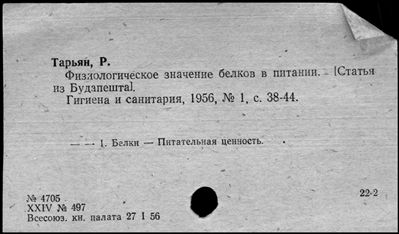 Тарьян, Р.
Физиологическое значение белков в питании. — [Статья
из Будапешта].
Гигиена и санитария, 1956, № 1, с. 38-44.
— — 1. Белки — Питательная ценность.
№ 4705
XXIV № 497
Всесоюз. кн. палата 27 I 56
22-2